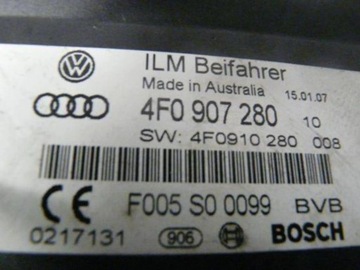 ILM Beifahrer
Made in Australia 15.01.07
4F0 907 280 10
SW: 4F0910 280 008
F005 S0 0099 BVB
0217131 906 BOSCH